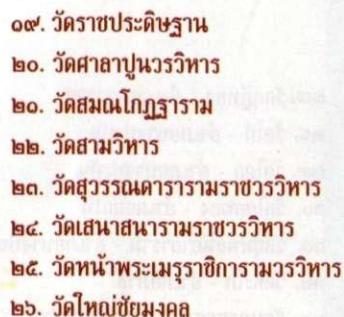 ๑๙. วัดราชประดิษฐาน
๒๐. วัดศาลาปูนวรวิหาร
๒๑. วัดสมณโกฏฐาราม
๒๒. วัดสามวิหาร
๒๓. วัดสุวรรณดารารามราชวรวิหาร
๒๔. วัดเสนาสนารามราชวรวิหาร
๒๕. วัดหน้าพระเมรุราชิการามวรวิหาร
๒๖. วัดใหญ่ชัยมงคล